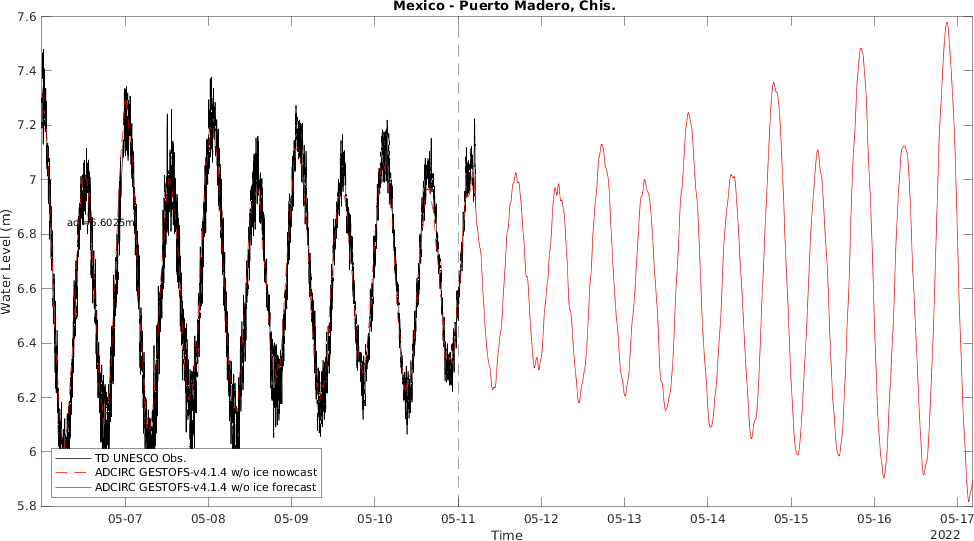 Mexico - Puerto Madero, Chis.
7.6
7.4
7.2
7
6.8
6.6
6.4
6.2
6
5.8
Water Level (m)
TD UNESCO Obs.
ADCIRC GESTOFS-v4.1.4 w/o ice nowcast
ADCIRC GESTOFS-v4.1.4 w/o ice forecast
05-07 05-08 05-09 05-10 05-11 05-12 05-13 05-14 05-15 05-16 05-17
Time
2022